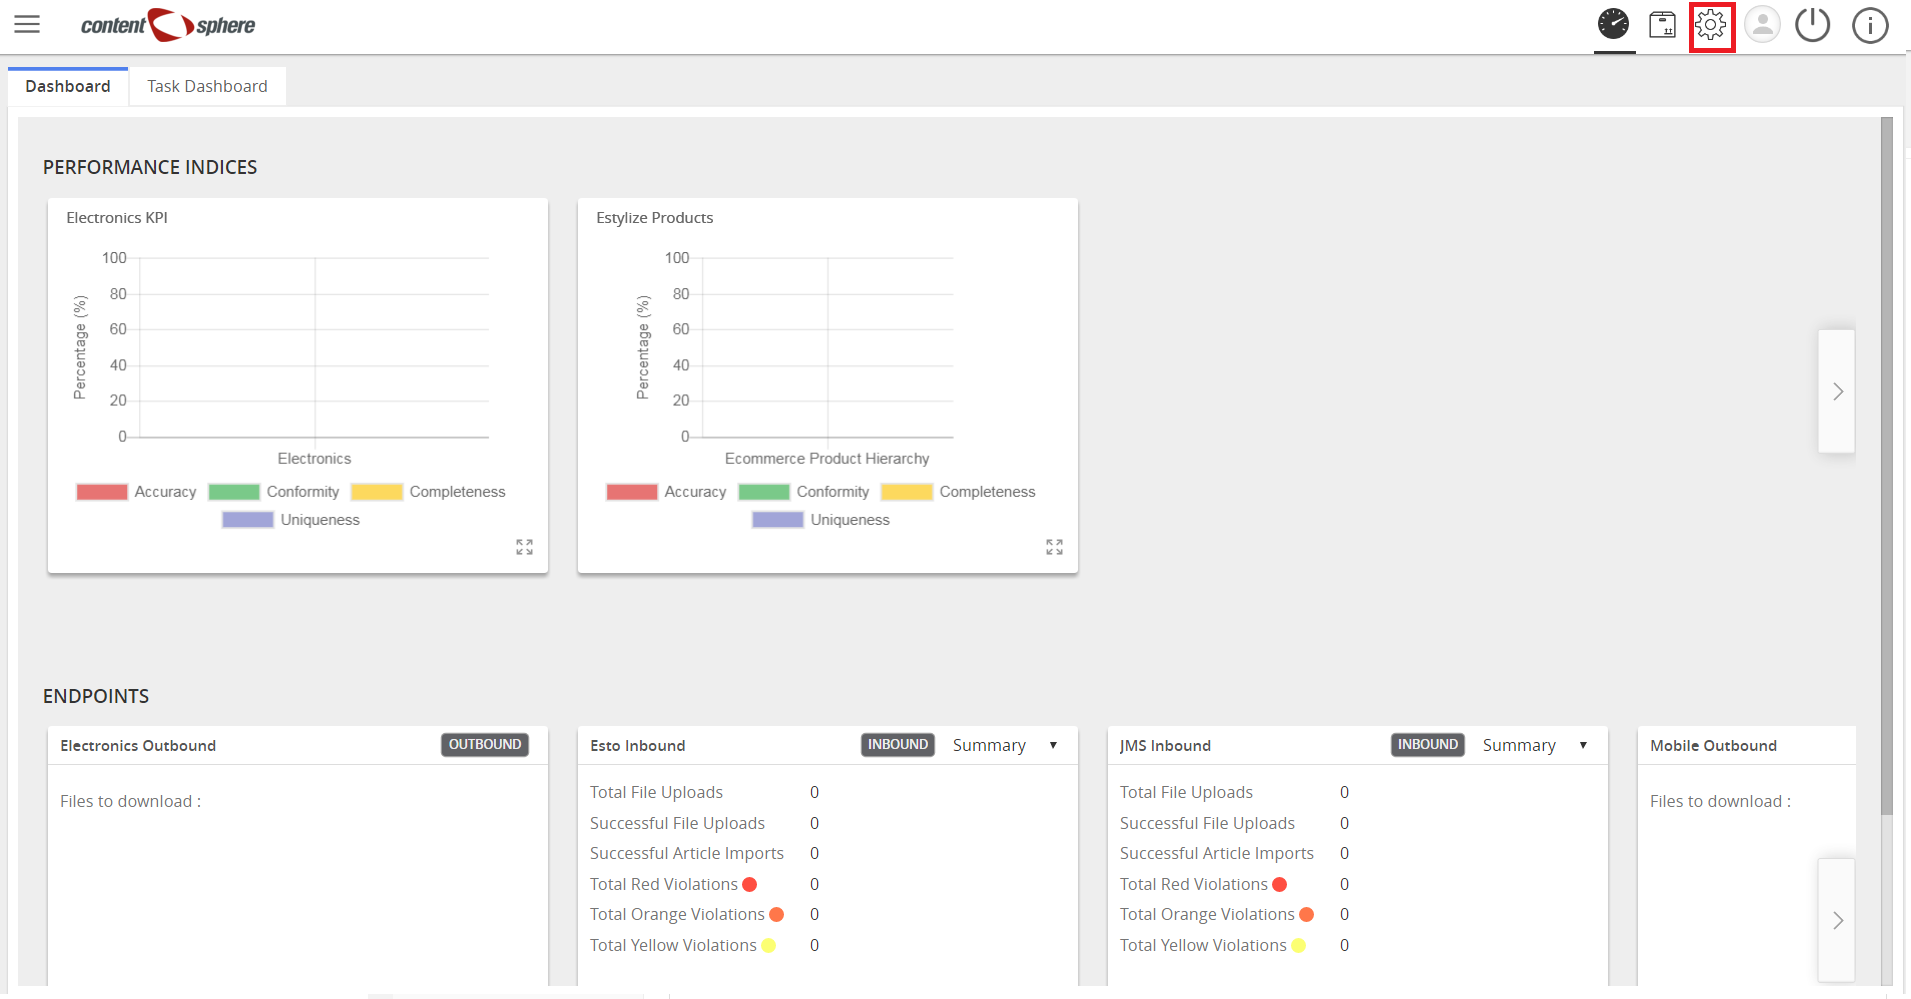 content sphere
Dashboard Task Dashboard
PERFORMANCE INDICES
Electronics KPI
100
80
60
40
20
0
Percentage (%)
Electronics
Accuracy Conformity Completeness
Uniqueness
Estylize Products
100
80
60
40
20
0
Percentage (%)
Ecommerce Product Hierarchy
Accuracy Conformity Completeness
Uniqueness
ENDPOINTS
Electronics Outbound OUTBOUND
Files to download :
Esto Inbound INBOUND Summary
Total File Uploads 0
Successful File Uploads 0
Successful Article Imports 0
Total Red Violations 0
Total Orange Violations 0
Total Yellow Violations 0
JMS Inbound INBOUND Summary
Total File Uploads 0
Successful File Uploads 0
Successful Article Imports 0
Total Red Violations 0
Total Orange Violations 0
Total Yellow Violations 0
Mobile Outbound
Files to download :